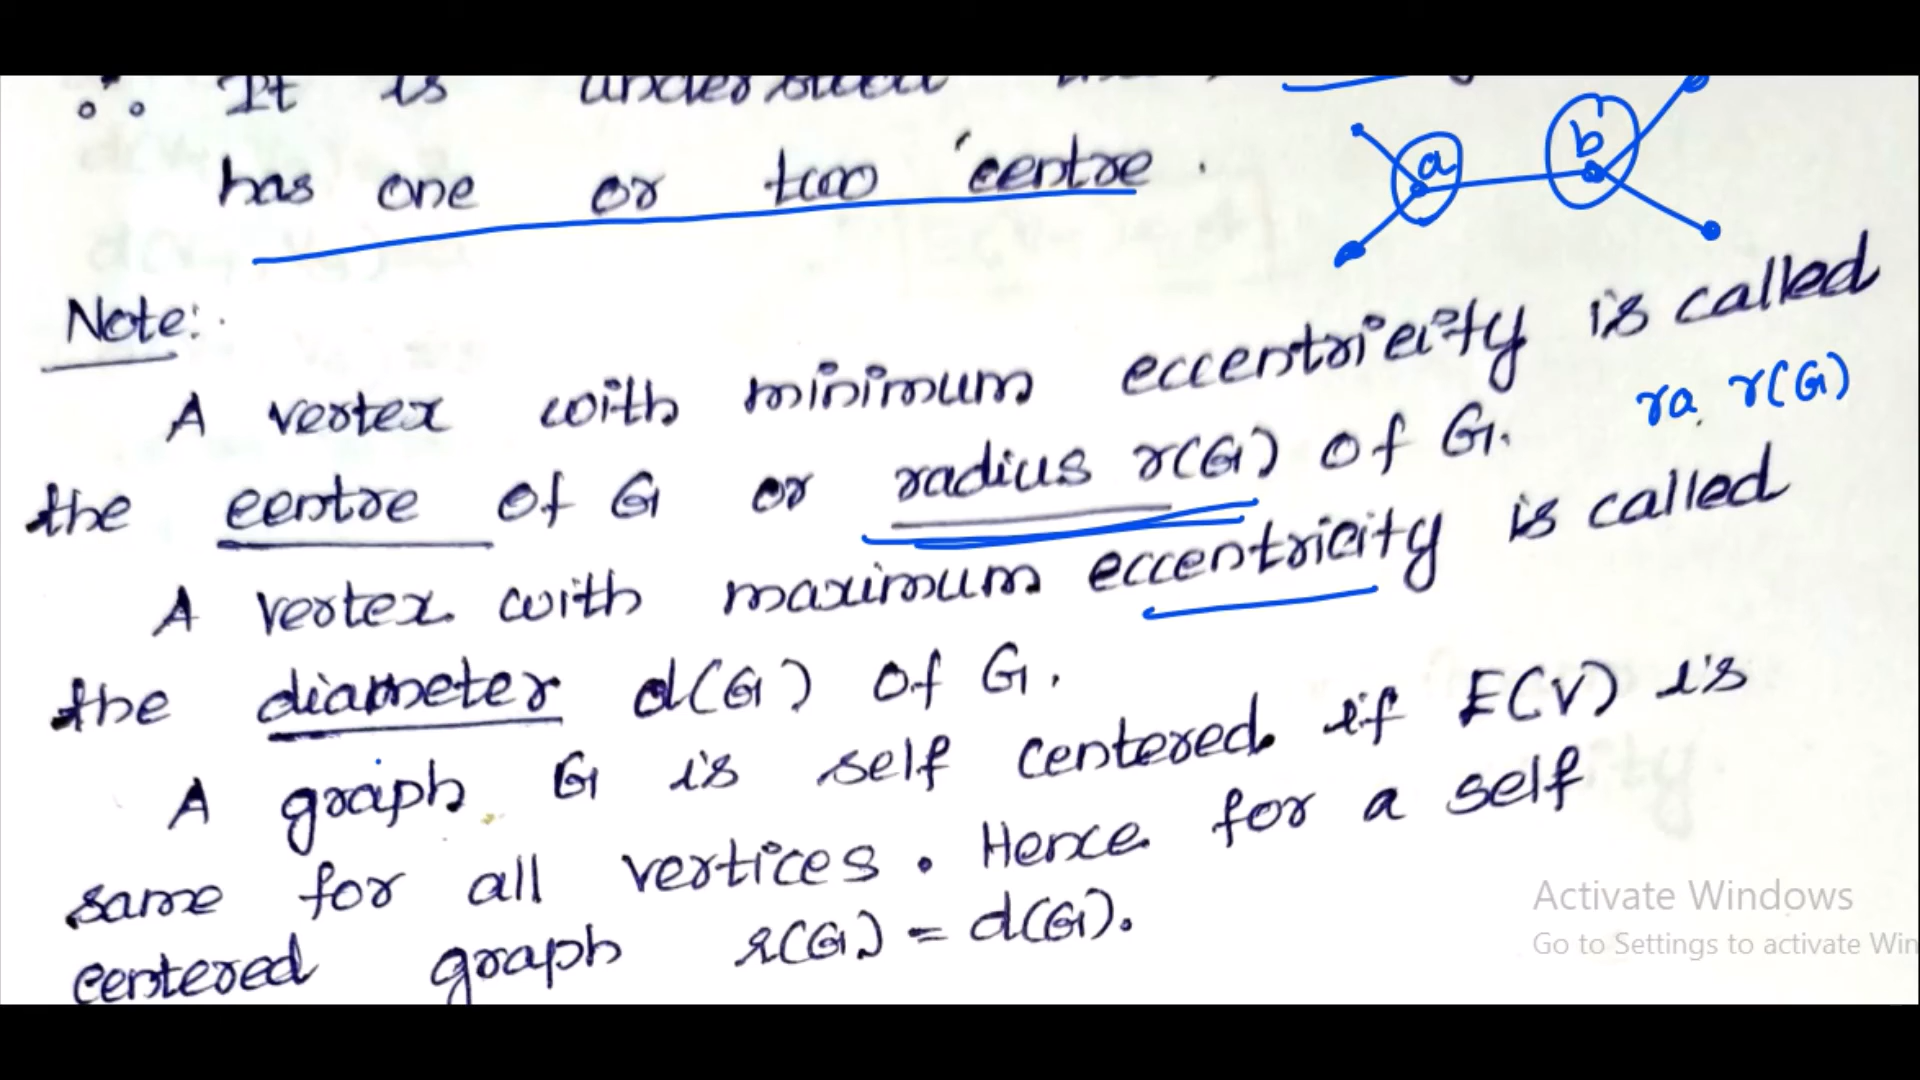 ∴ It is understood
has one or two centre.
a b
Note:
A vertex with minimum eccentricity is called
the centre of G or radius r(G) of G.
ra r(G)
A vertex with maximum eccentricity is called
the diameter d(G) of G.
A graph G is self centered if E(V) is
same for all vertices. Hence for a self
centered graph r(G) = d(G).
Activate Windows
Go to Settings to activate Win